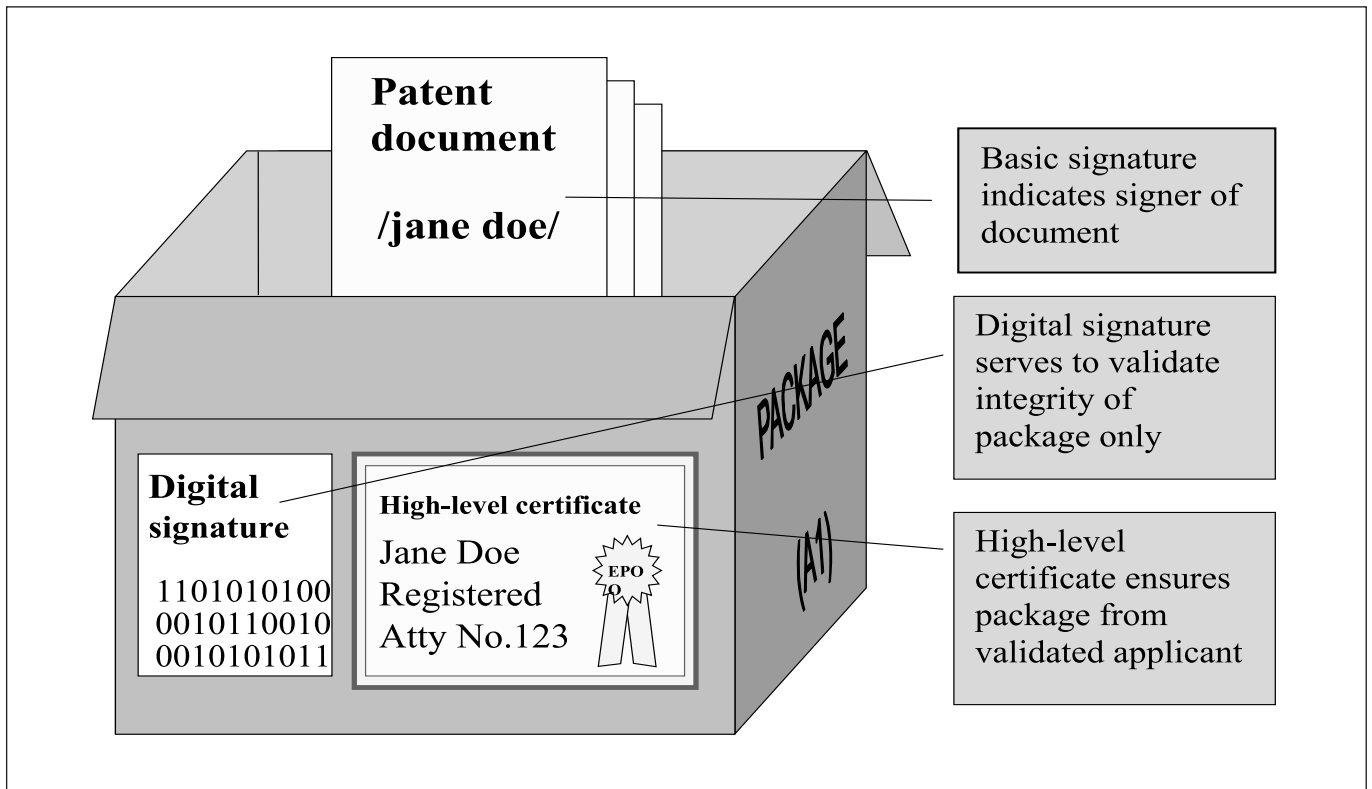 Patent
document
/jane doe/
Basic signature
indicates signer of
document
Digital signature
serves to validate
integrity of
package only
PACKAGE
(A1)
Digital
signature
1101010100
0010110010
0010101011
High-level certificate
Jane Doe
Registered
Atty No.123
EPO
O
High-level
certificate ensures
package from
validated applicant